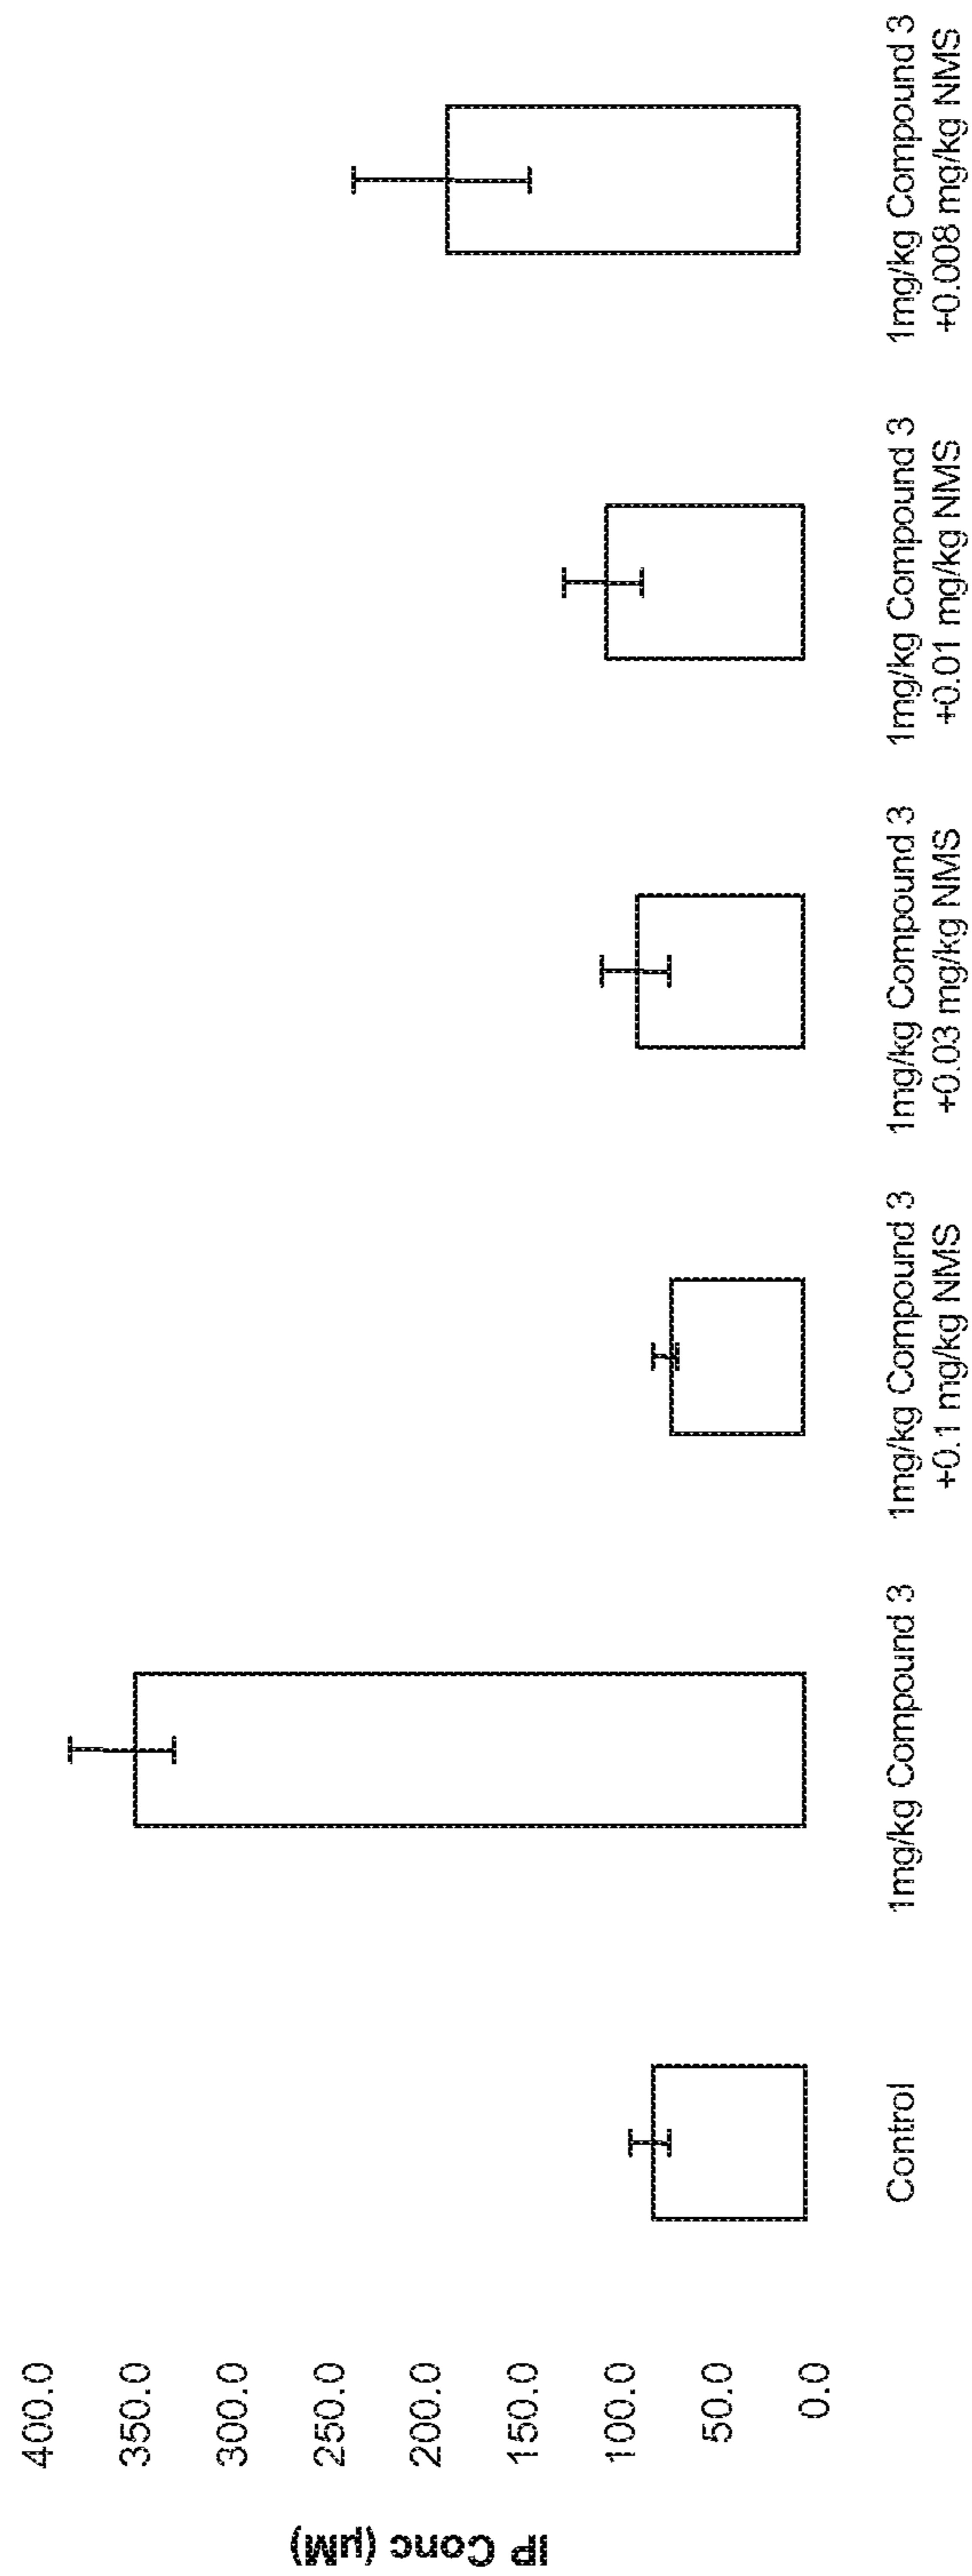 IP Conc (µM)
400.0
350.0
300.0
250.0
200.0
150.0
100.0
50.0
0.0
Control
1mg/kg Compound 3
1mg/kg Compound 3
+0.1 mg/kg NMS
1mg/kg Compound 3
+0.03 mg/kg NMS
1mg/kg Compound 3
+0.01 mg/kg NMS
1mg/kg Compound 3
+0.008 mg/kg NMS